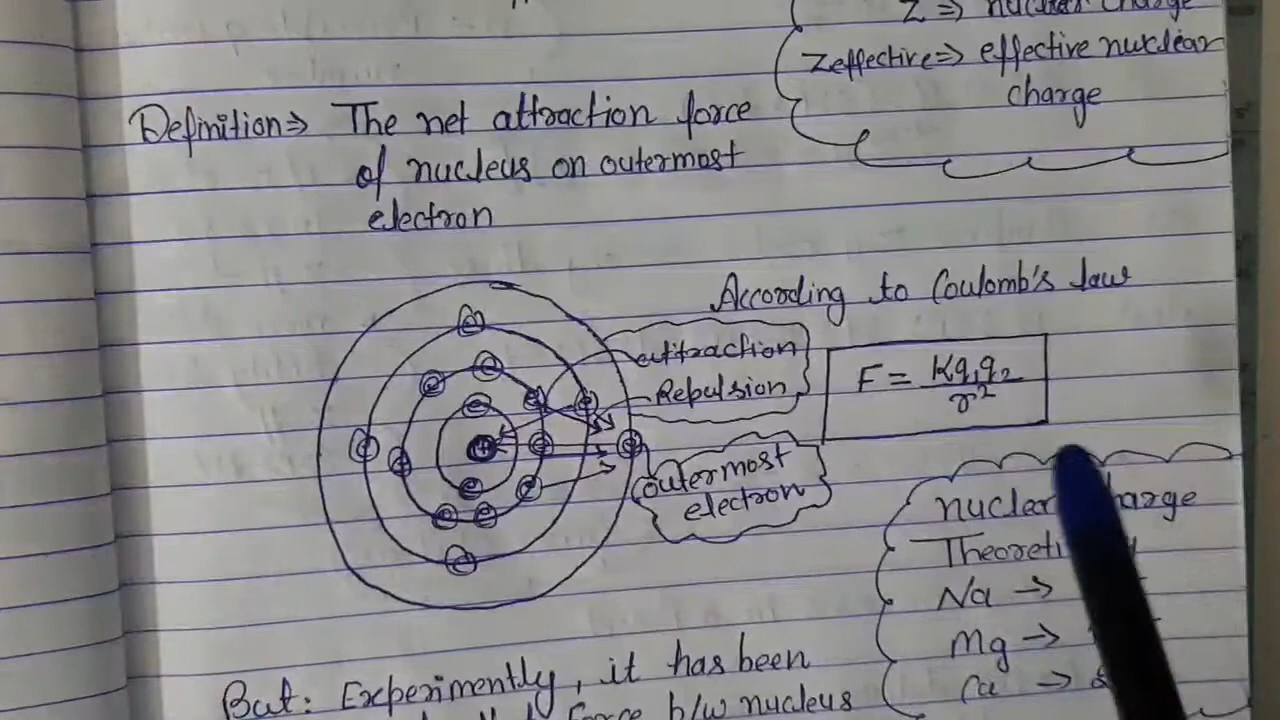 Z ⇒ nuclear charge
Zeffective ⇒ effective nuclear
charge
Definition ⇒ The net attraction force
of nucleus on outermost
electron
According to Coulomb's law
attraction
Repulsion
F = Kq1q2
r2
outermost
electron
nuclear charge
Na →
Mg →
Ca →
But: Experimently, it has been
force b/w nucleus